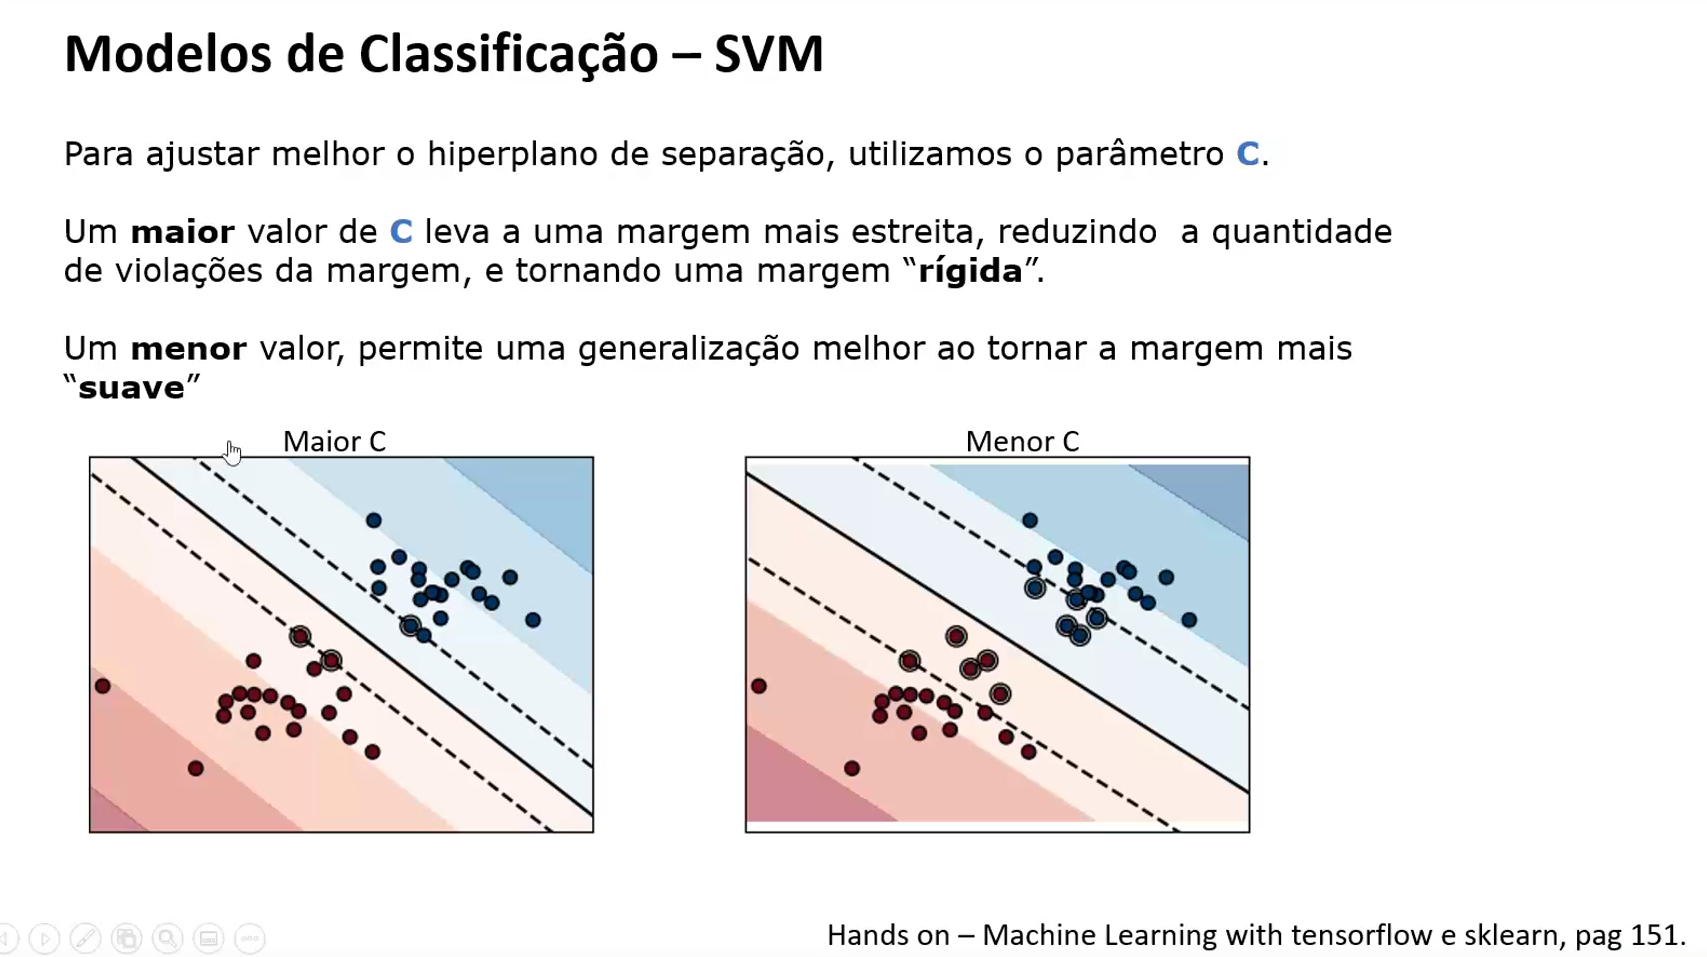 Modelos de Classificação – SVM
Para ajustar melhor o hiperplano de separação, utilizamos o parâmetro C.
Um maior valor de C leva a uma margem mais estreita, reduzindo  a quantidade
de violações da margem, e tornando uma margem “rígida”.
Um menor valor, permite uma generalização melhor ao tornar a margem mais
“suave”
Maior C
Menor C
Hands on – Machine Learning with tensorflow e sklearn, pag 151.